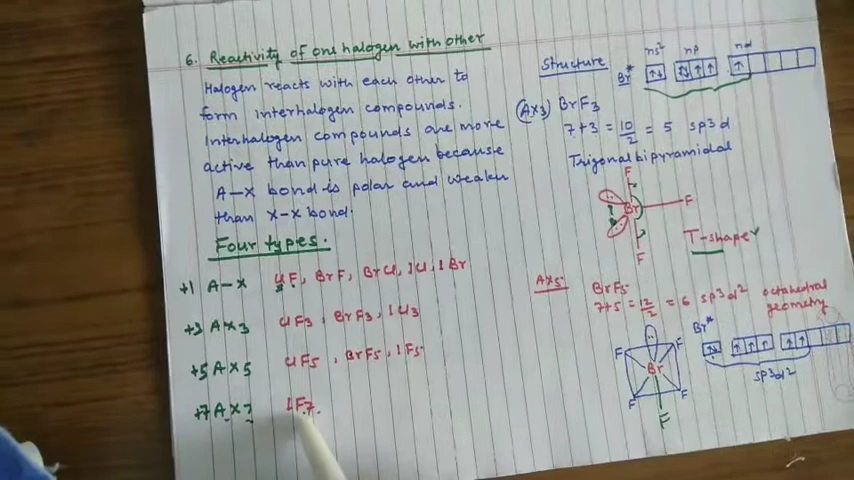 6. Reactivity of one halogen with other
Halogen reacts with each other to
form interhalogen compounds.
Interhalogen compounds are more
active than pure halogen because
A-X bond is polar and weaker
than X-X bond.
Four types.
+1 A-X ClF, BrF, BrCl, ICl, IBr
+3 AX3 ClF3, BrF3, ICl3
+5 AX5 ClF5, BrF5, IF5
+7 AX7 IF7.
Structure
Br* ns² np nd
AX3 BrF3
7+3 = 10/2 = 5 sp3d
Trigonal bipyramidal
F
Br F
F
T-shape
AX5 BrF5
7+5 = 12/2 = 6 sp3d2 octahedral
geometry
Br*
sp3d2
F F
Br
F F
F